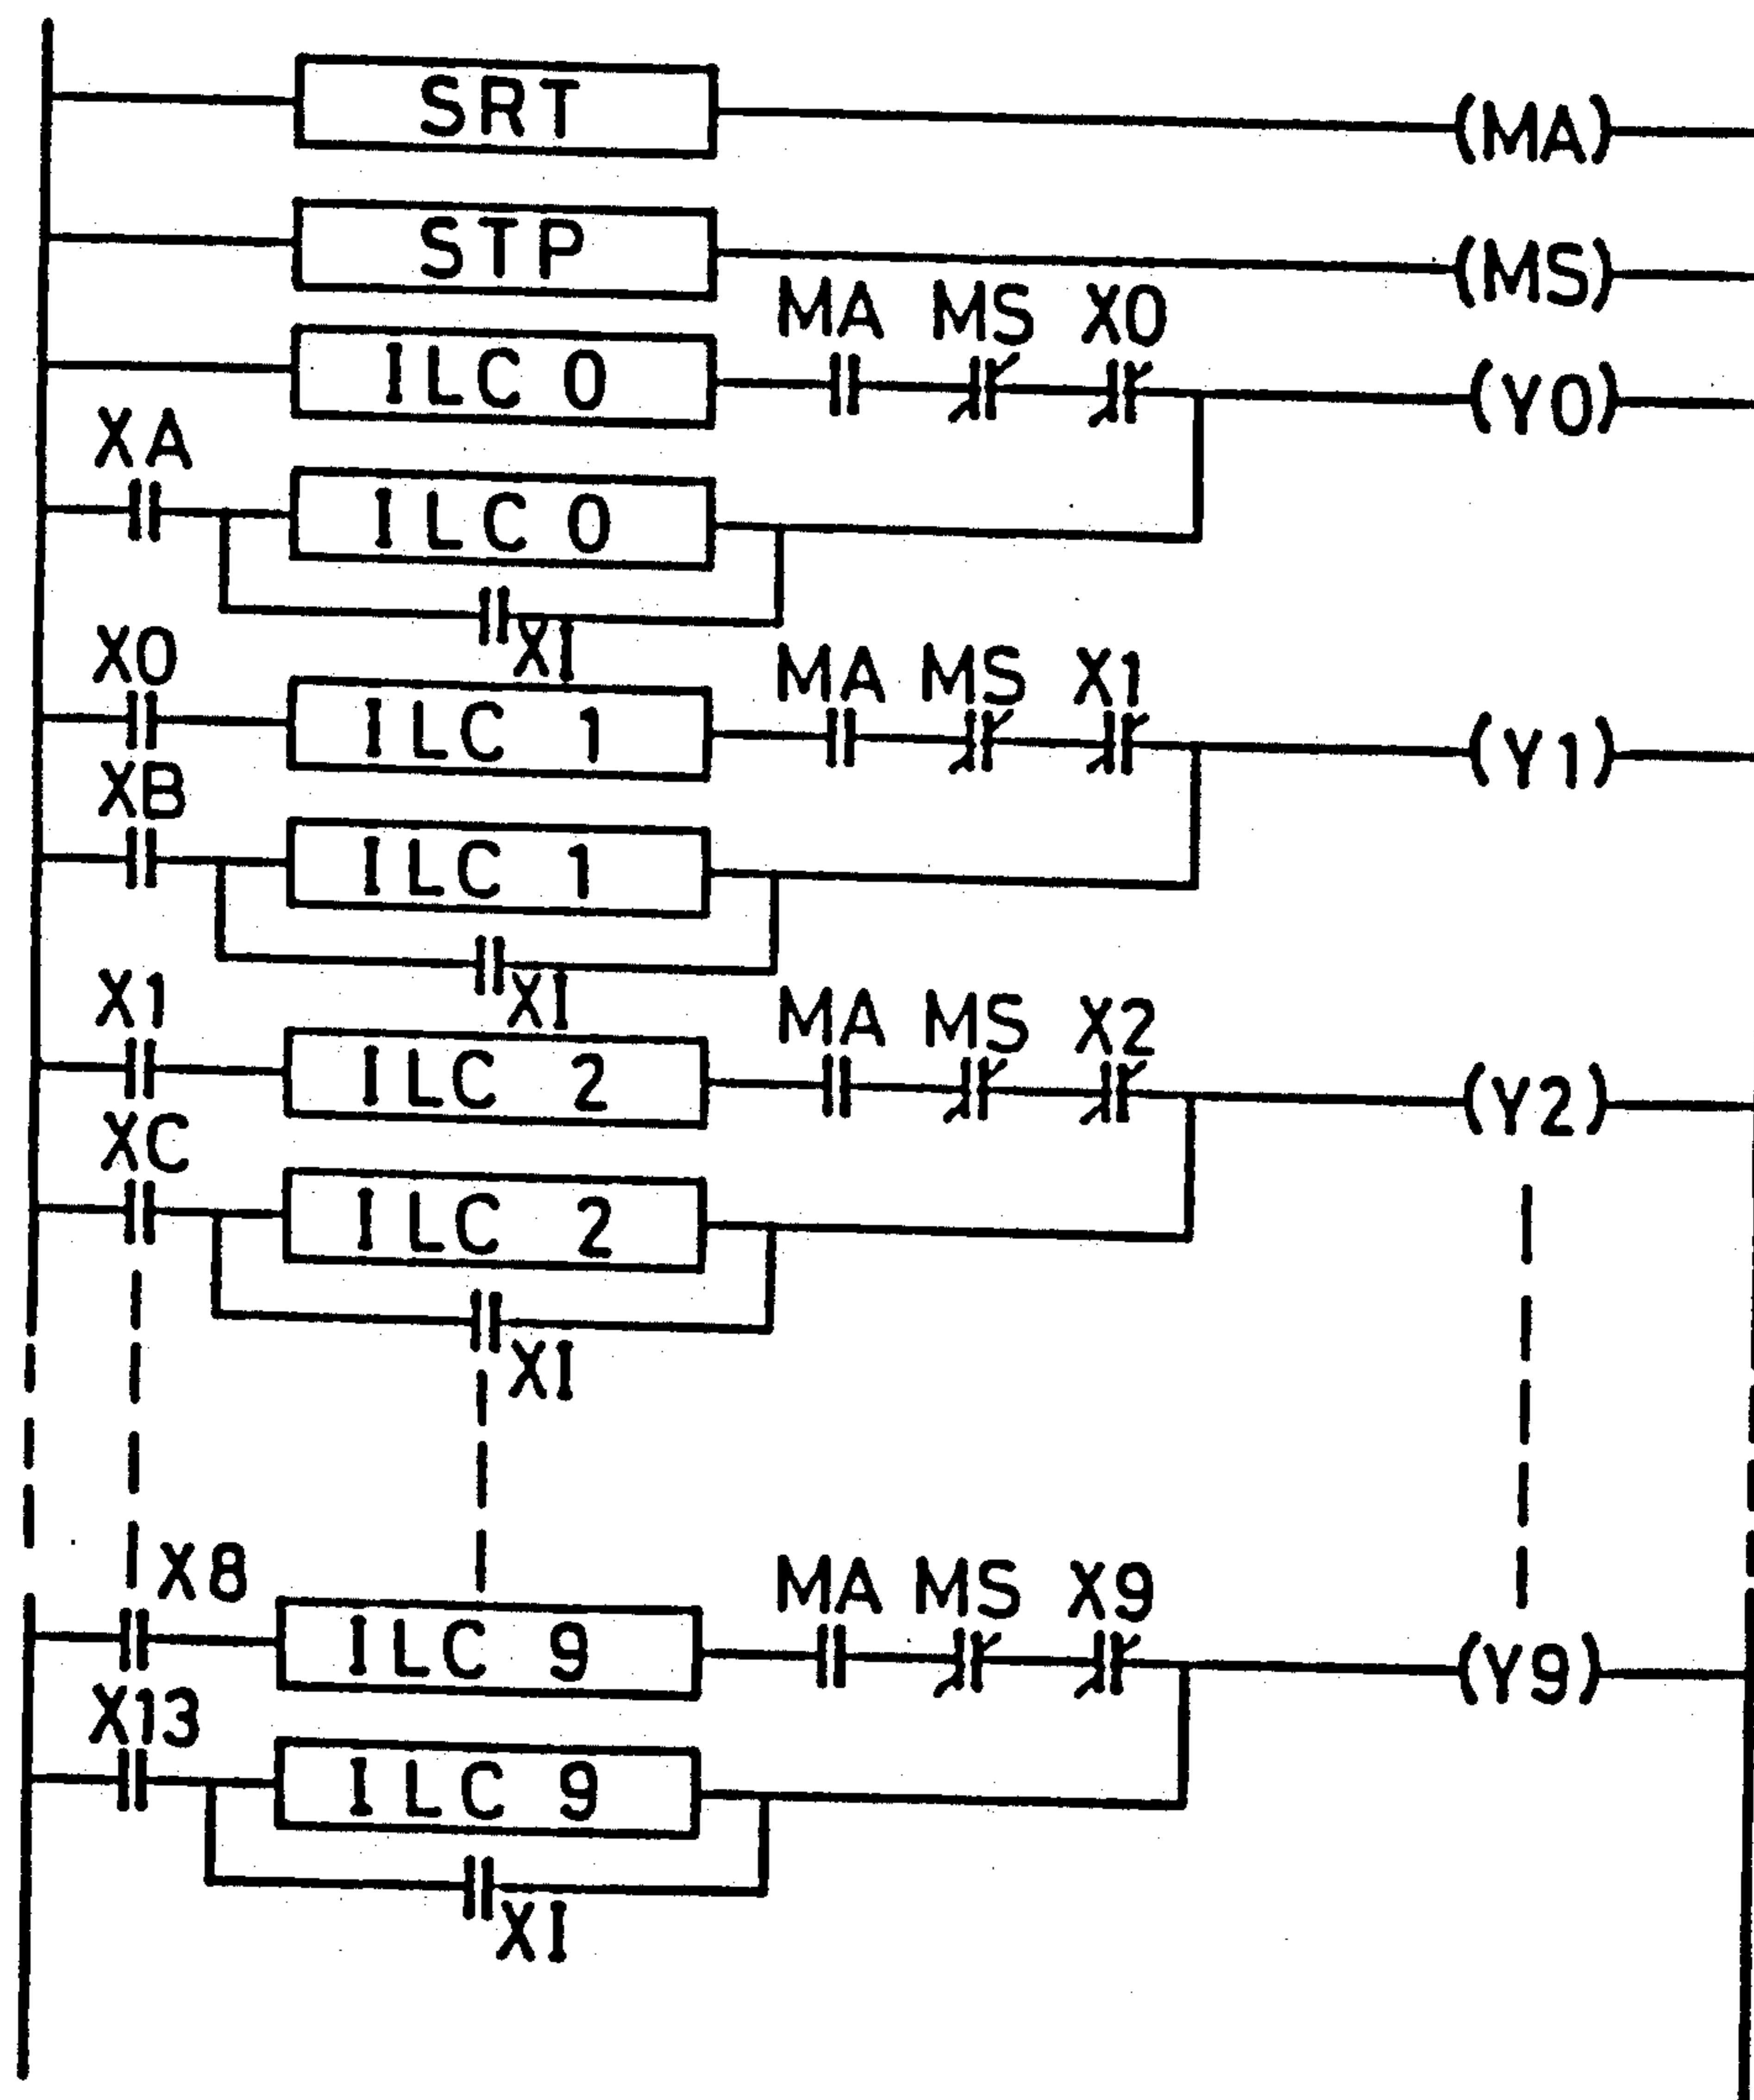 SRT (MA)
STP (MS)
MA MS X0
ILC 0 (Y0)
XA
ILC 0
XI
X0 MA MS X1
ILC 1 (Y1)
XB
ILC 1
XI
X1 MA MS X2
ILC 2 (Y2)
XC
ILC 2
XI
X8 MA MS X9
ILC 9 (Y9)
X13
ILC 9
XI